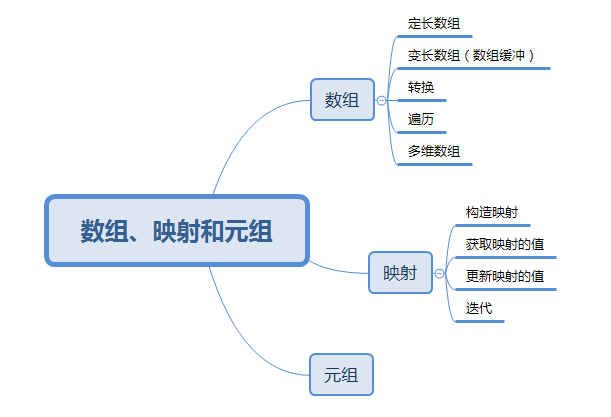 数组、映射和元组
数组
定长数组
变长数组（数组缓冲）
转换
遍历
多维数组
映射
构造映射
获取映射的值
更新映射的值
迭代
元组